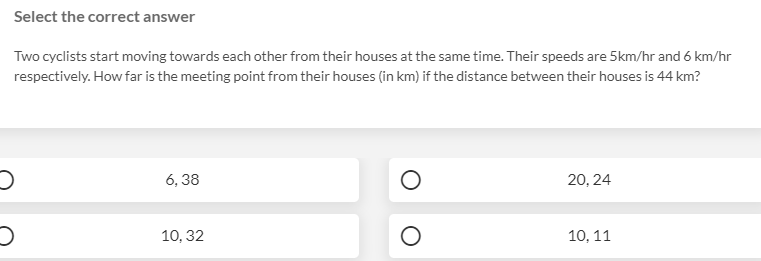 Select the correct answer
Two cyclists start moving towards each other from their houses at the same time. Their speeds are 5km/hr and 6 km/hr
respectively. How far is the meeting point from their houses (in km) if the distance between their houses is 44 km?
6, 38
20, 24
10, 32
10, 11